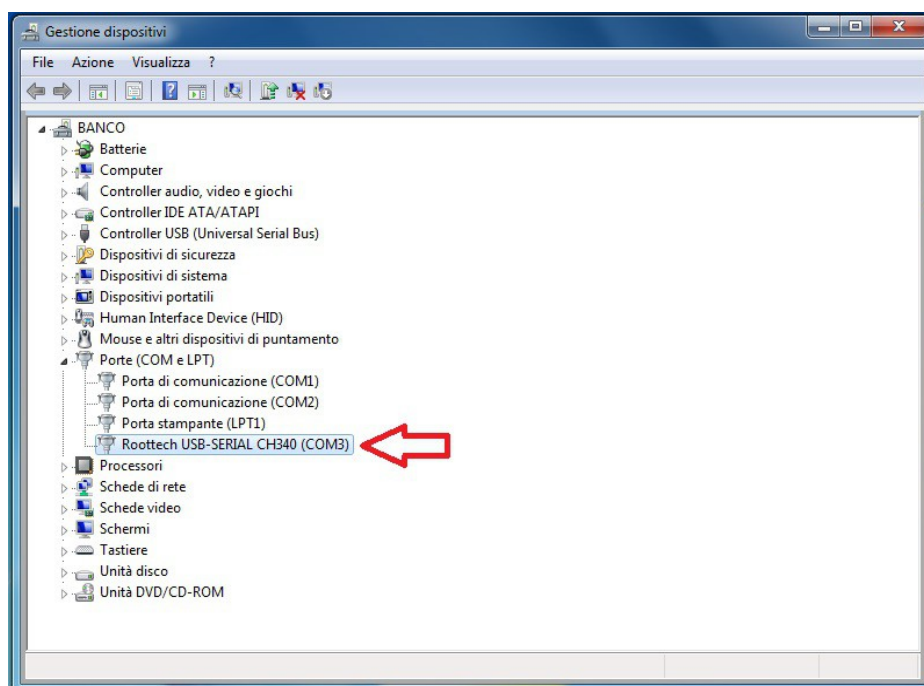 Gestione dispositivi
File Azione Visualizza ?
BANCO
Batterie
Computer
Controller audio, video e giochi
Controller IDE ATA/ATAPI
Controller USB (Universal Serial Bus)
Dispositivi di sicurezza
Dispositivi di sistema
Dispositivi portatili
Human Interface Device (HID)
Mouse e altri dispositivi di puntamento
Porte (COM e LPT)
Porta di comunicazione (COM1)
Porta di comunicazione (COM2)
Porta stampante (LPT1)
Roottech USB-SERIAL CH340 (COM3)
Processori
Schede di rete
Schede video
Schermi
Tastiere
Unità disco
Unità DVD/CD-ROM